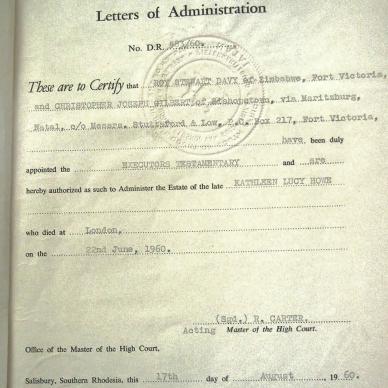 Letters of Administration
No. D.R. 883/60.
These are to Certify that ROY STEWART DAVY of Zimbabwe, Fort Victoria,
and CHRISTOPHER JOSEPH GILBERT of Bishopstown, via Maritzburg,
Natal, c/o Messrs. Stuttaford & Low, P.O. Box 217, Fort Victoria,
have been duly
appointed the EXECUTORS TESTAMENTARY and are
hereby authorized as such to Administer the Estate of the late KATHLEEN LUCY HOWE
who died at London,
on the 22nd June, 1960.
(Sgd.) R. CARTER.
Acting Master of the High Court.
Office of the Master of the High Court,
Salisbury, Southern Rhodesia, this 17th day of August, 1960.